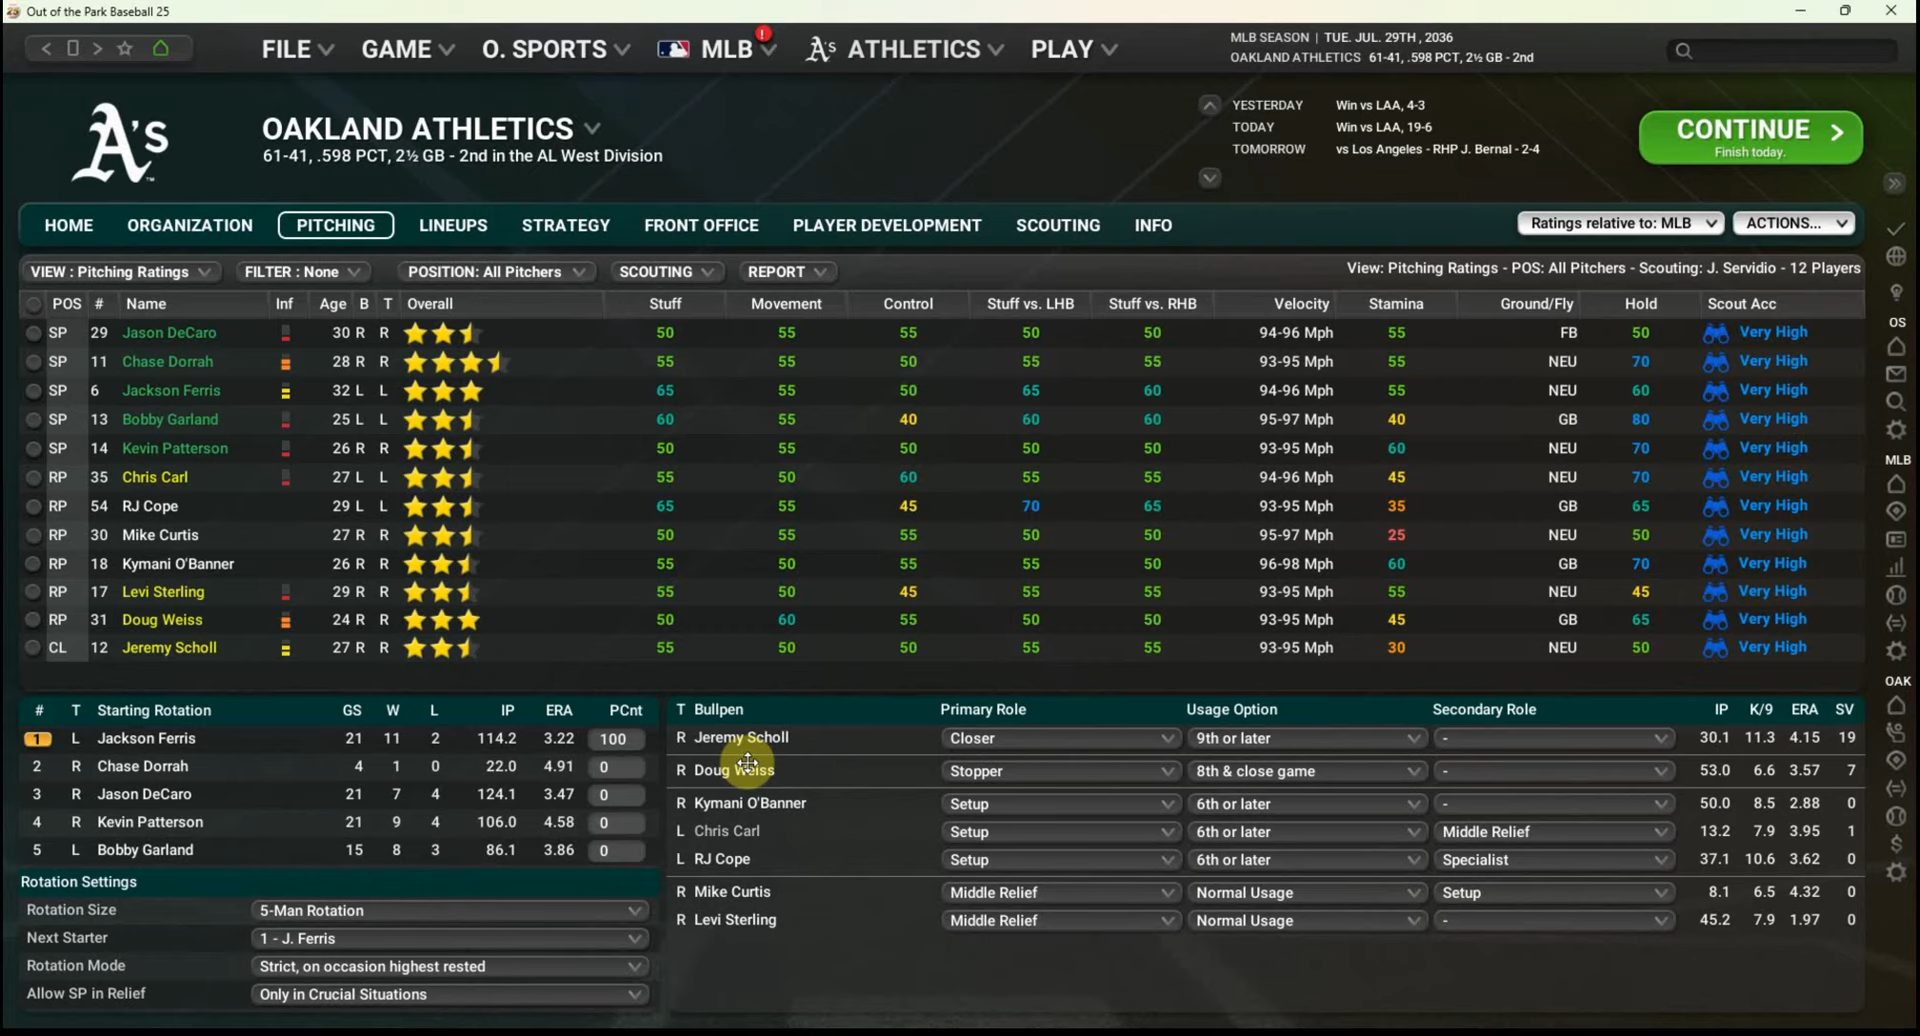 Out of the Park Baseball 25
FILE GAME O. SPORTS MLB ! A's ATHLETICS PLAY
MLB SEASON | TUE. JUL. 29TH , 2036
OAKLAND ATHLETICS 61-41, .598 PCT, 2½ GB - 2nd
A's
OAKLAND ATHLETICS
61-41, .598 PCT, 2½ GB - 2nd in the AL West Division
YESTERDAY Win vs LAA, 4-3
TODAY Win vs LAA, 19-6
TOMORROW vs Los Angeles - RHP J. Bernal - 2-4
CONTINUE
Finish today.
HOME ORGANIZATION PITCHING LINEUPS STRATEGY FRONT OFFICE PLAYER DEVELOPMENT SCOUTING INFO Ratings relative to: MLB ACTIONS...
VIEW : Pitching Ratings FILTER : None POSITION: All Pitchers SCOUTING REPORT View: Pitching Ratings - POS: All Pitchers - Scouting: J. Servidio - 12 Players
POS # Name Inf Age B T Overall Stuff Movement Control Stuff vs. LHB Stuff vs. RHB Velocity Stamina Ground/Fly Hold Scout Acc
SP 29 Jason DeCaro 30 R R 50 55 55 50 50 94-96 Mph 55 FB 50 Very High
SP 11 Chase Dorrah 28 R R 55 55 50 55 55 93-95 Mph 55 NEU 70 Very High
SP 6 Jackson Ferris 32 L L 65 55 50 65 60 94-96 Mph 55 NEU 60 Very High
SP 13 Bobby Garland 25 L L 60 55 40 60 60 95-97 Mph 40 GB 80 Very High
SP 14 Kevin Patterson 26 R R 50 55 50 50 50 93-95 Mph 60 NEU 70 Very High
RP 35 Chris Carl 27 L L 55 50 60 55 55 94-96 Mph 45 NEU 70 Very High
RP 54 RJ Cope 29 L L 65 55 45 70 65 93-95 Mph 35 GB 65 Very High
RP 30 Mike Curtis 27 R R 50 55 55 50 50 95-97 Mph 25 NEU 50 Very High
RP 18 Kymani O'Banner 26 R R 55 50 50 55 55 96-98 Mph 60 GB 70 Very High
RP 17 Levi Sterling 29 R R 55 50 45 55 55 93-95 Mph 55 NEU 45 Very High
RP 31 Doug Weiss 24 R R 50 60 55 50 50 93-95 Mph 45 GB 65 Very High
CL 12 Jeremy Scholl 27 R R 55 50 50 55 55 93-95 Mph 30 NEU 50 Very High
# T Starting Rotation GS W L IP ERA PCnt
1 L Jackson Ferris 21 11 2 114.2 3.22 100
2 R Chase Dorrah 4 1 0 22.0 4.91 0
3 R Jason DeCaro 21 7 4 124.1 3.47 0
4 R Kevin Patterson 21 9 4 106.0 4.58 0
5 L Bobby Garland 15 8 3 86.1 3.86 0
Rotation Settings
Rotation Size 5-Man Rotation
Next Starter 1 - J. Ferris
Rotation Mode Strict, on occasion highest rested
Allow SP in Relief Only in Crucial Situations
T Bullpen Primary Role Usage Option Secondary Role IP K/9 ERA SV
R Jeremy Scholl Closer 9th or later - 30.1 11.3 4.15 19
R Doug Weiss Stopper 8th & close game - 53.0 6.6 3.57 7
R Kymani O'Banner Setup 6th or later - 50.0 8.5 2.88 0
L Chris Carl Setup 6th or later Middle Relief 13.2 7.9 3.95 1
L RJ Cope Setup 6th or later Specialist 37.1 10.6 3.62 0
R Mike Curtis Middle Relief Normal Usage Setup 8.1 6.5 4.32 0
R Levi Sterling Middle Relief Normal Usage - 45.2 7.9 1.97 0
OS
MLB
OAK